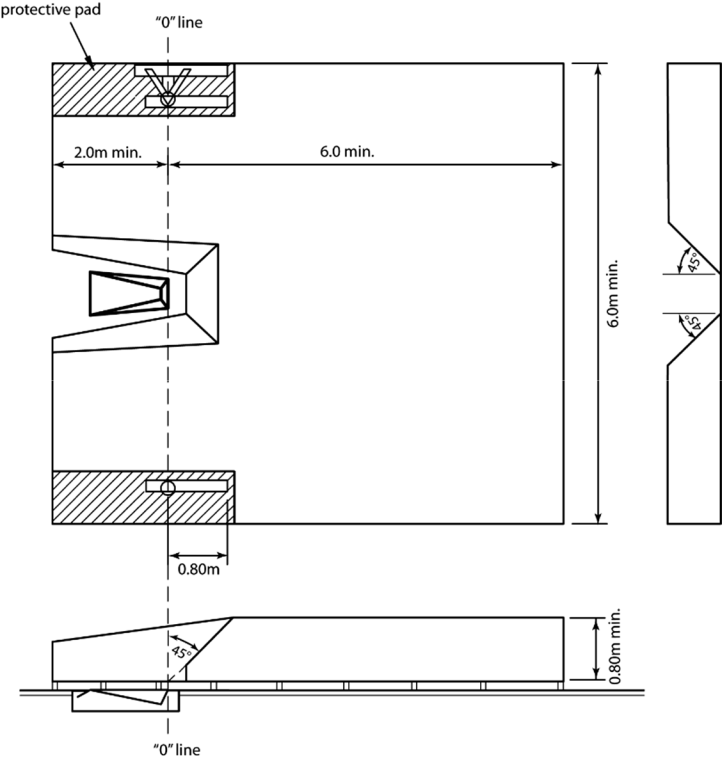 protective pad
“0” line
2.0m min.
6.0 min.
45°
6.0m min.
45°
0.80m
45°
0.80m min.
“0” line